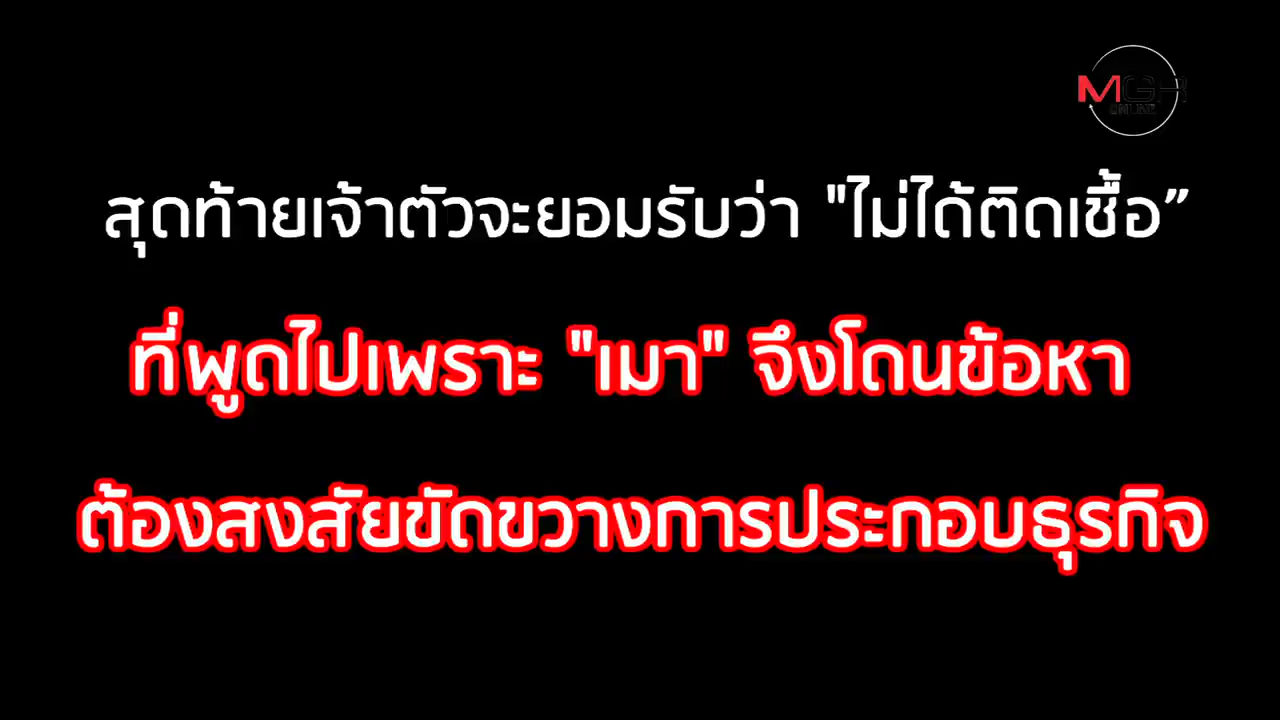 MGR
ONLINE
สุดท้ายเจ้าตัวจะยอมรับว่า "ไม่ได้ติดเชื้อ”
ที่พูดไปเพราะ "เมา" จึงโดนข้อหา
ต้องสงสัยขัดขวางการประกอบธุรกิจ